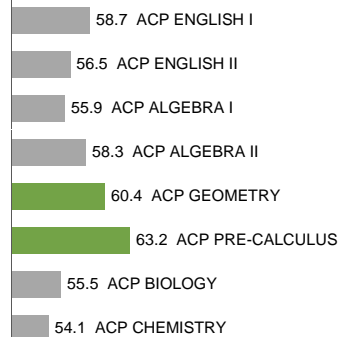 58.7 ACP ENGLISH I
56.5 ACP ENGLISH II
55.9 ACP ALGEBRA I
58.3 ACP ALGEBRA II
60.4 ACP GEOMETRY
63.2 ACP PRE-CALCULUS
55.5 ACP BIOLOGY
54.1 ACP CHEMISTRY